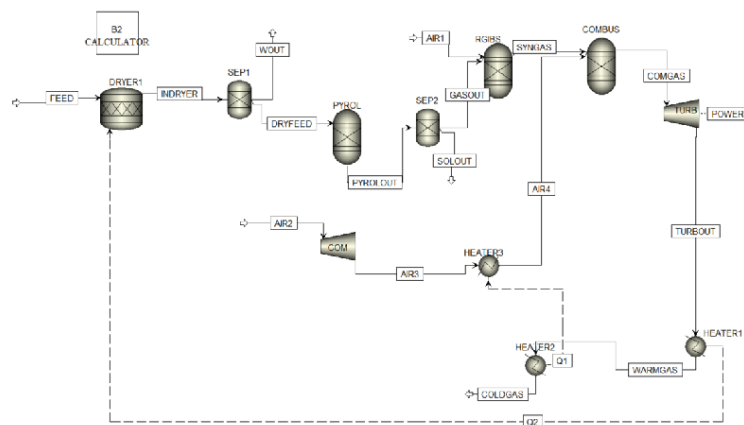 B2
CALCULATOR
WOUT
AIR1
RGIBS
SYNGAS
COMBUS
SEP1
DRYER1
INDRYER
FEED
COMGAS
SEP2
GASOUT
PYROL
TURB
POWER
DRYFEED
SOLOUT
PYROLOUT
AIR4
AIR2
TURBOUT
COM
HEATER3
AIR3
HEATER1
HEATER2
Q1
WARMGAS
COLDGAS
Q2